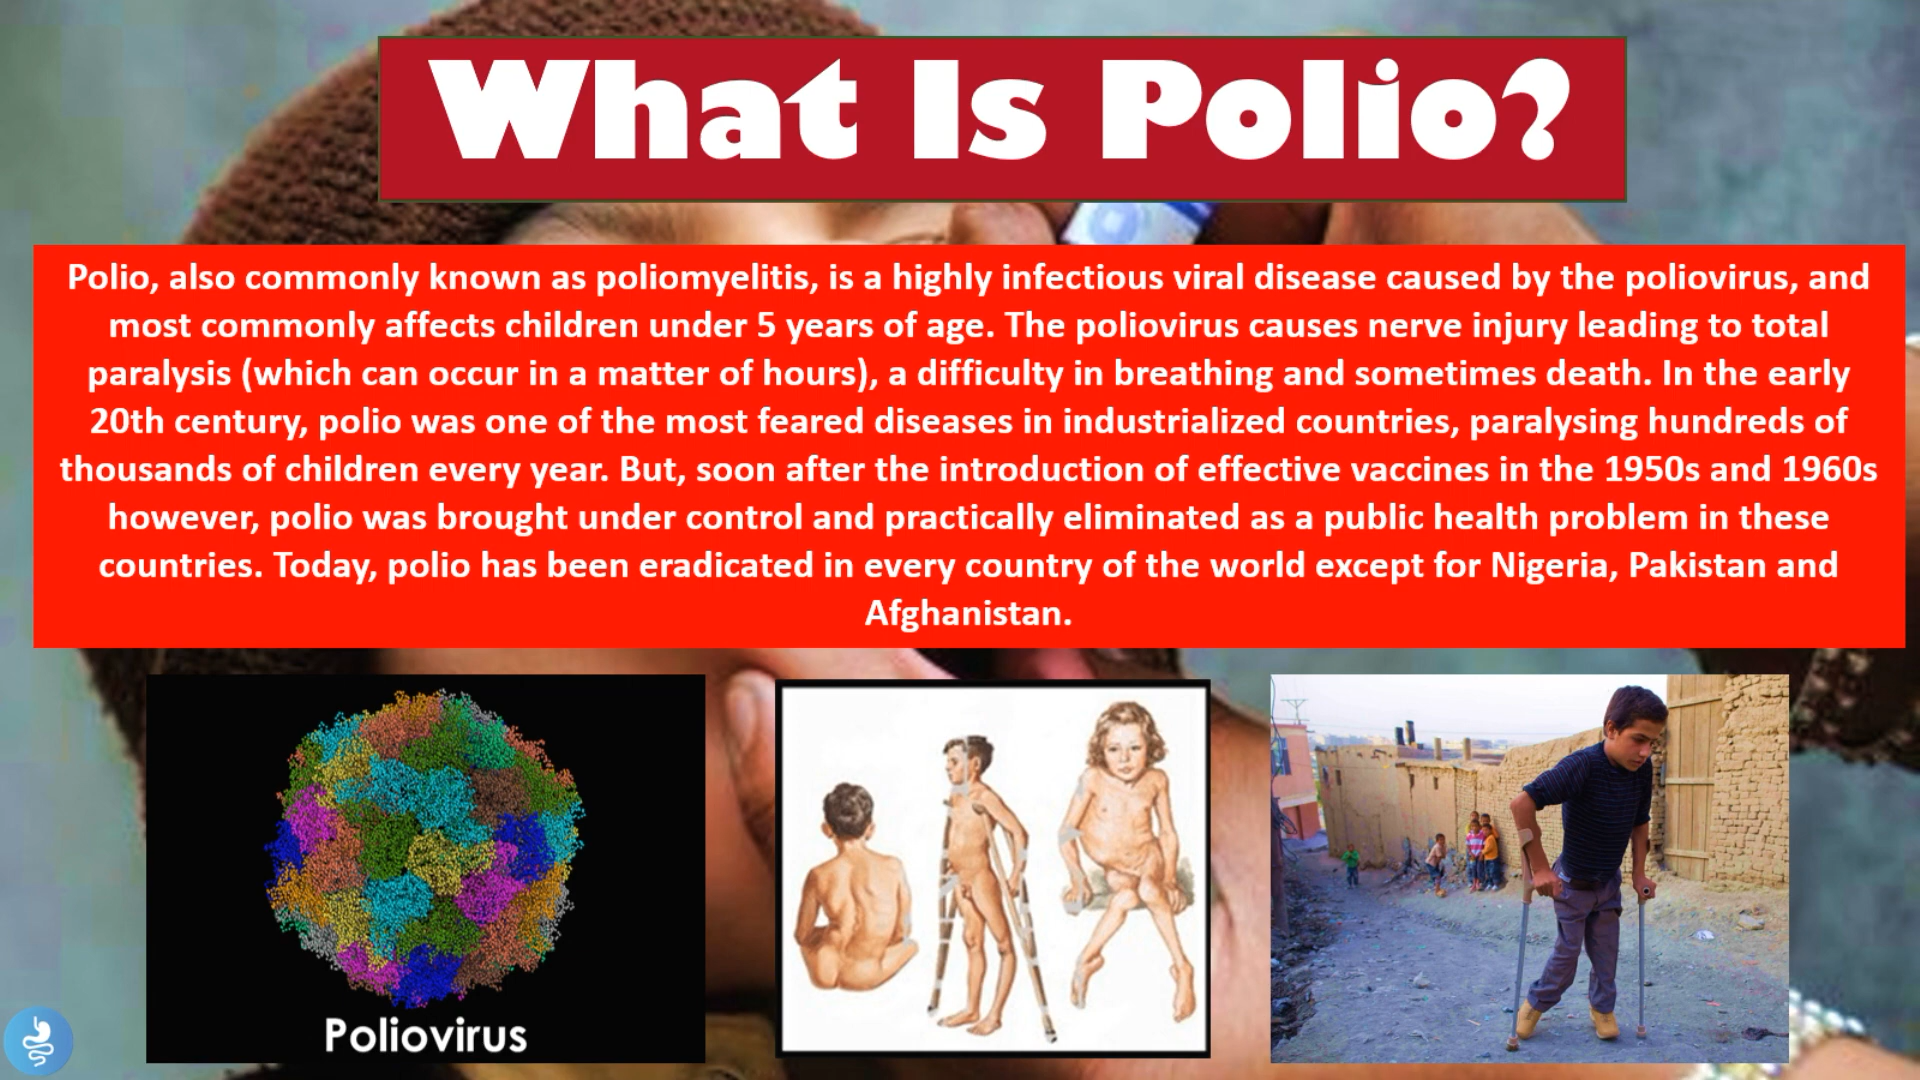 What Is Polio?
Polio, also commonly known as poliomyelitis, is a highly infectious viral disease caused by the poliovirus, and
most commonly affects children under 5 years of age. The poliovirus causes nerve injury leading to total
paralysis (which can occur in a matter of hours), a difficulty in breathing and sometimes death. In the early
20th century, polio was one of the most feared diseases in industrialized countries, paralysing hundreds of
thousands of children every year. But, soon after the introduction of effective vaccines in the 1950s and 1960s
however, polio was brought under control and practically eliminated as a public health problem in these
countries. Today, polio has been eradicated in every country of the world except for Nigeria, Pakistan and
Afghanistan.
Poliovirus